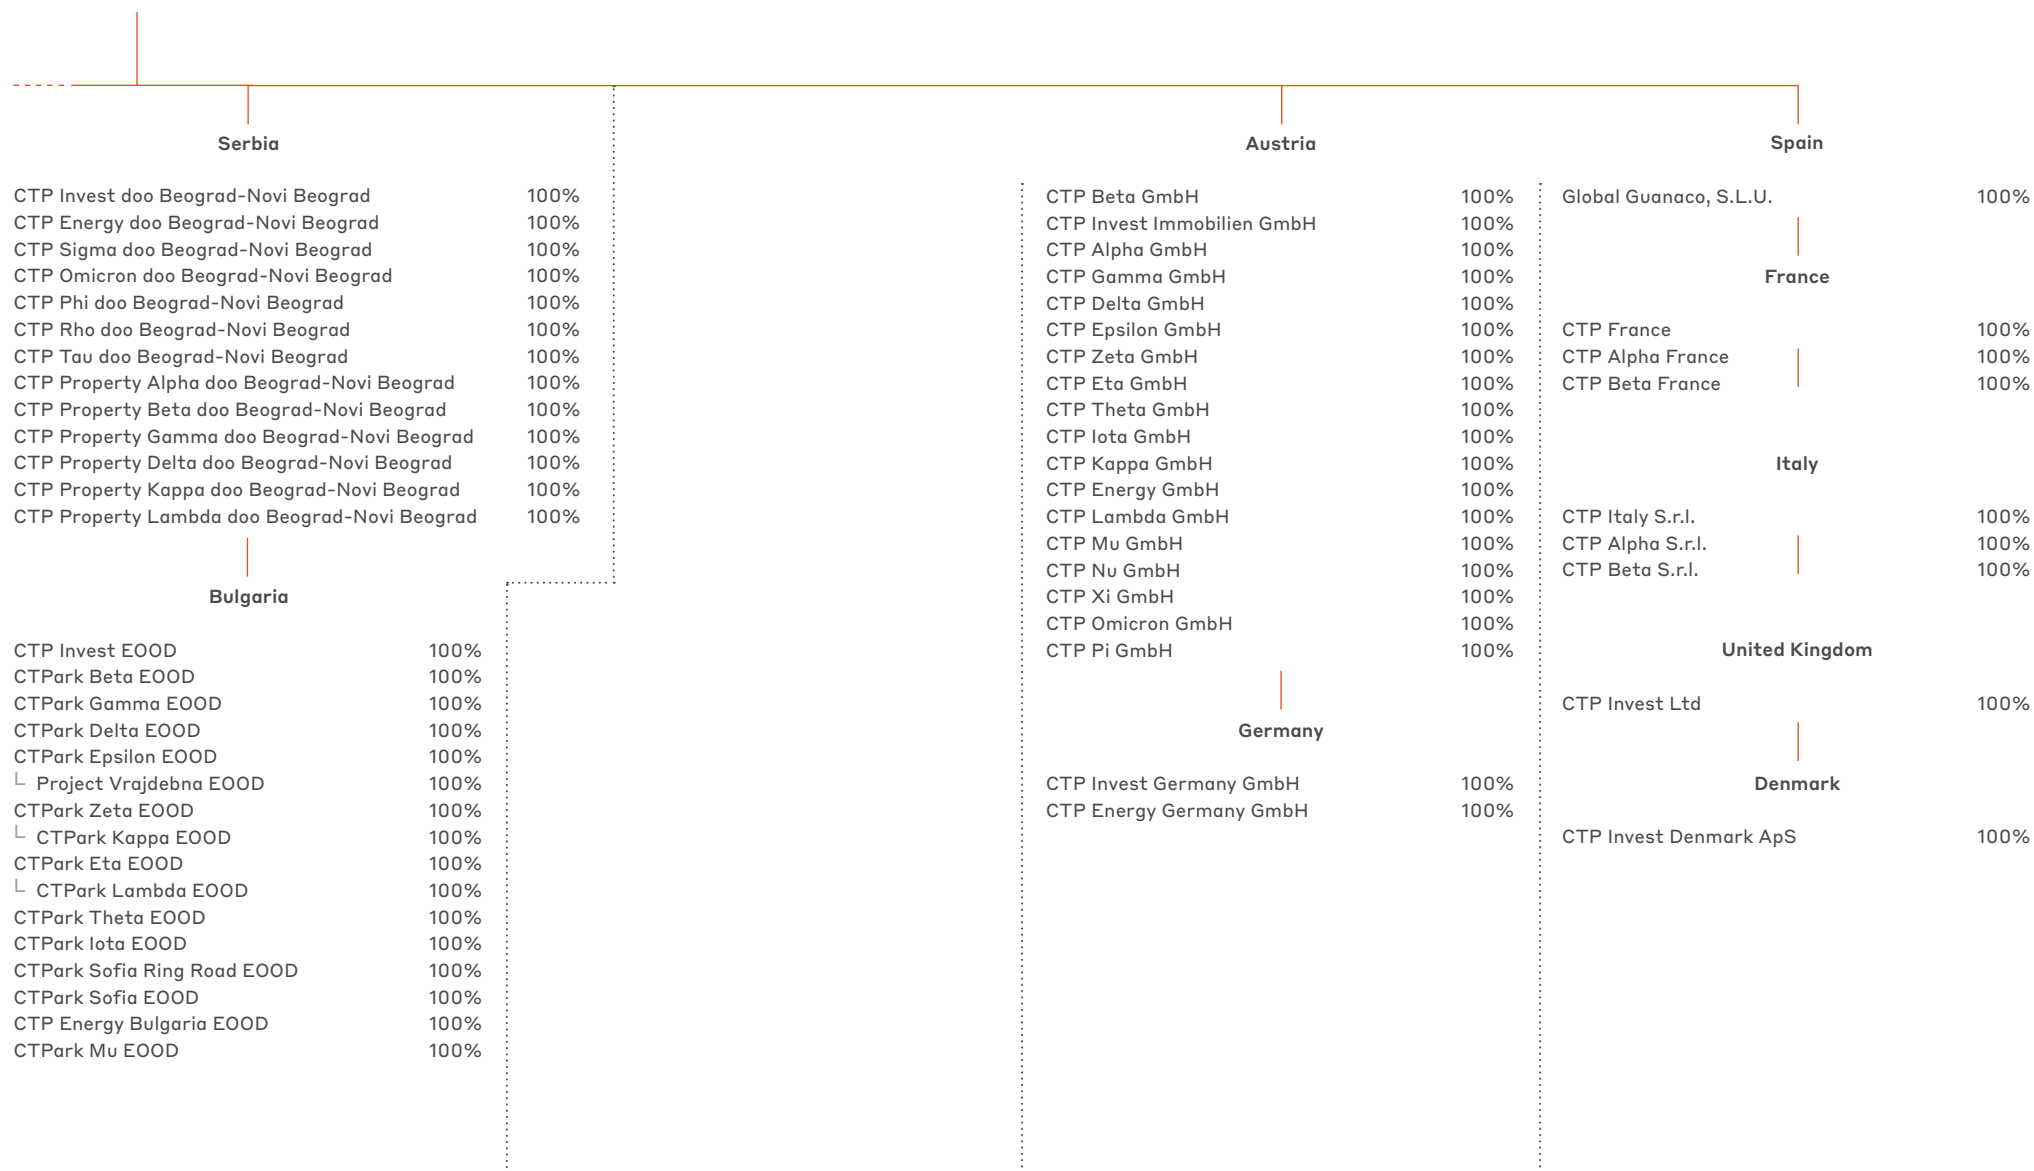 Serbia
CTP Invest doo Beograd-Novi Beograd 100%
CTP Energy doo Beograd-Novi Beograd 100%
CTP Sigma doo Beograd-Novi Beograd 100%
CTP Omicron doo Beograd-Novi Beograd 100%
CTP Phi doo Beograd-Novi Beograd 100%
CTP Rho doo Beograd-Novi Beograd 100%
CTP Tau doo Beograd-Novi Beograd 100%
CTP Property Alpha doo Beograd-Novi Beograd 100%
CTP Property Beta doo Beograd-Novi Beograd 100%
CTP Property Gamma doo Beograd-Novi Beograd 100%
CTP Property Delta doo Beograd-Novi Beograd 100%
CTP Property Kappa doo Beograd-Novi Beograd 100%
CTP Property Lambda doo Beograd-Novi Beograd 100%
Bulgaria
CTP Invest EOOD 100%
CTPark Beta EOOD 100%
CTPark Gamma EOOD 100%
CTPark Delta EOOD 100%
CTPark Epsilon EOOD 100%
Project Vrajdebna EOOD 100%
CTPark Zeta EOOD 100%
CTPark Kappa EOOD 100%
CTPark Eta EOOD 100%
CTPark Lambda EOOD 100%
CTPark Theta EOOD 100%
CTPark Iota EOOD 100%
CTPark Sofia Ring Road EOOD 100%
CTPark Sofia EOOD 100%
CTP Energy Bulgaria EOOD 100%
CTPark Mu EOOD 100%
Austria
CTP Beta GmbH 100%
CTP Invest Immobilien GmbH 100%
CTP Alpha GmbH 100%
CTP Gamma GmbH 100%
CTP Delta GmbH 100%
CTP Epsilon GmbH 100%
CTP Zeta GmbH 100%
CTP Eta GmbH 100%
CTP Theta GmbH 100%
CTP Iota GmbH 100%
CTP Kappa GmbH 100%
CTP Energy GmbH 100%
CTP Lambda GmbH 100%
CTP Mu GmbH 100%
CTP Nu GmbH 100%
CTP Xi GmbH 100%
CTP Omicron GmbH 100%
CTP Pi GmbH 100%
Germany
CTP Invest Germany GmbH 100%
CTP Energy Germany GmbH 100%
Spain
Global Guanaco, S.L.U. 100%
France
CTP France 100%
CTP Alpha France 100%
CTP Beta France 100%
Italy
CTP Italy S.r.l. 100%
CTP Alpha S.r.l. 100%
CTP Beta S.r.l. 100%
United Kingdom
CTP Invest Ltd 100%
Denmark
CTP Invest Denmark ApS 100%